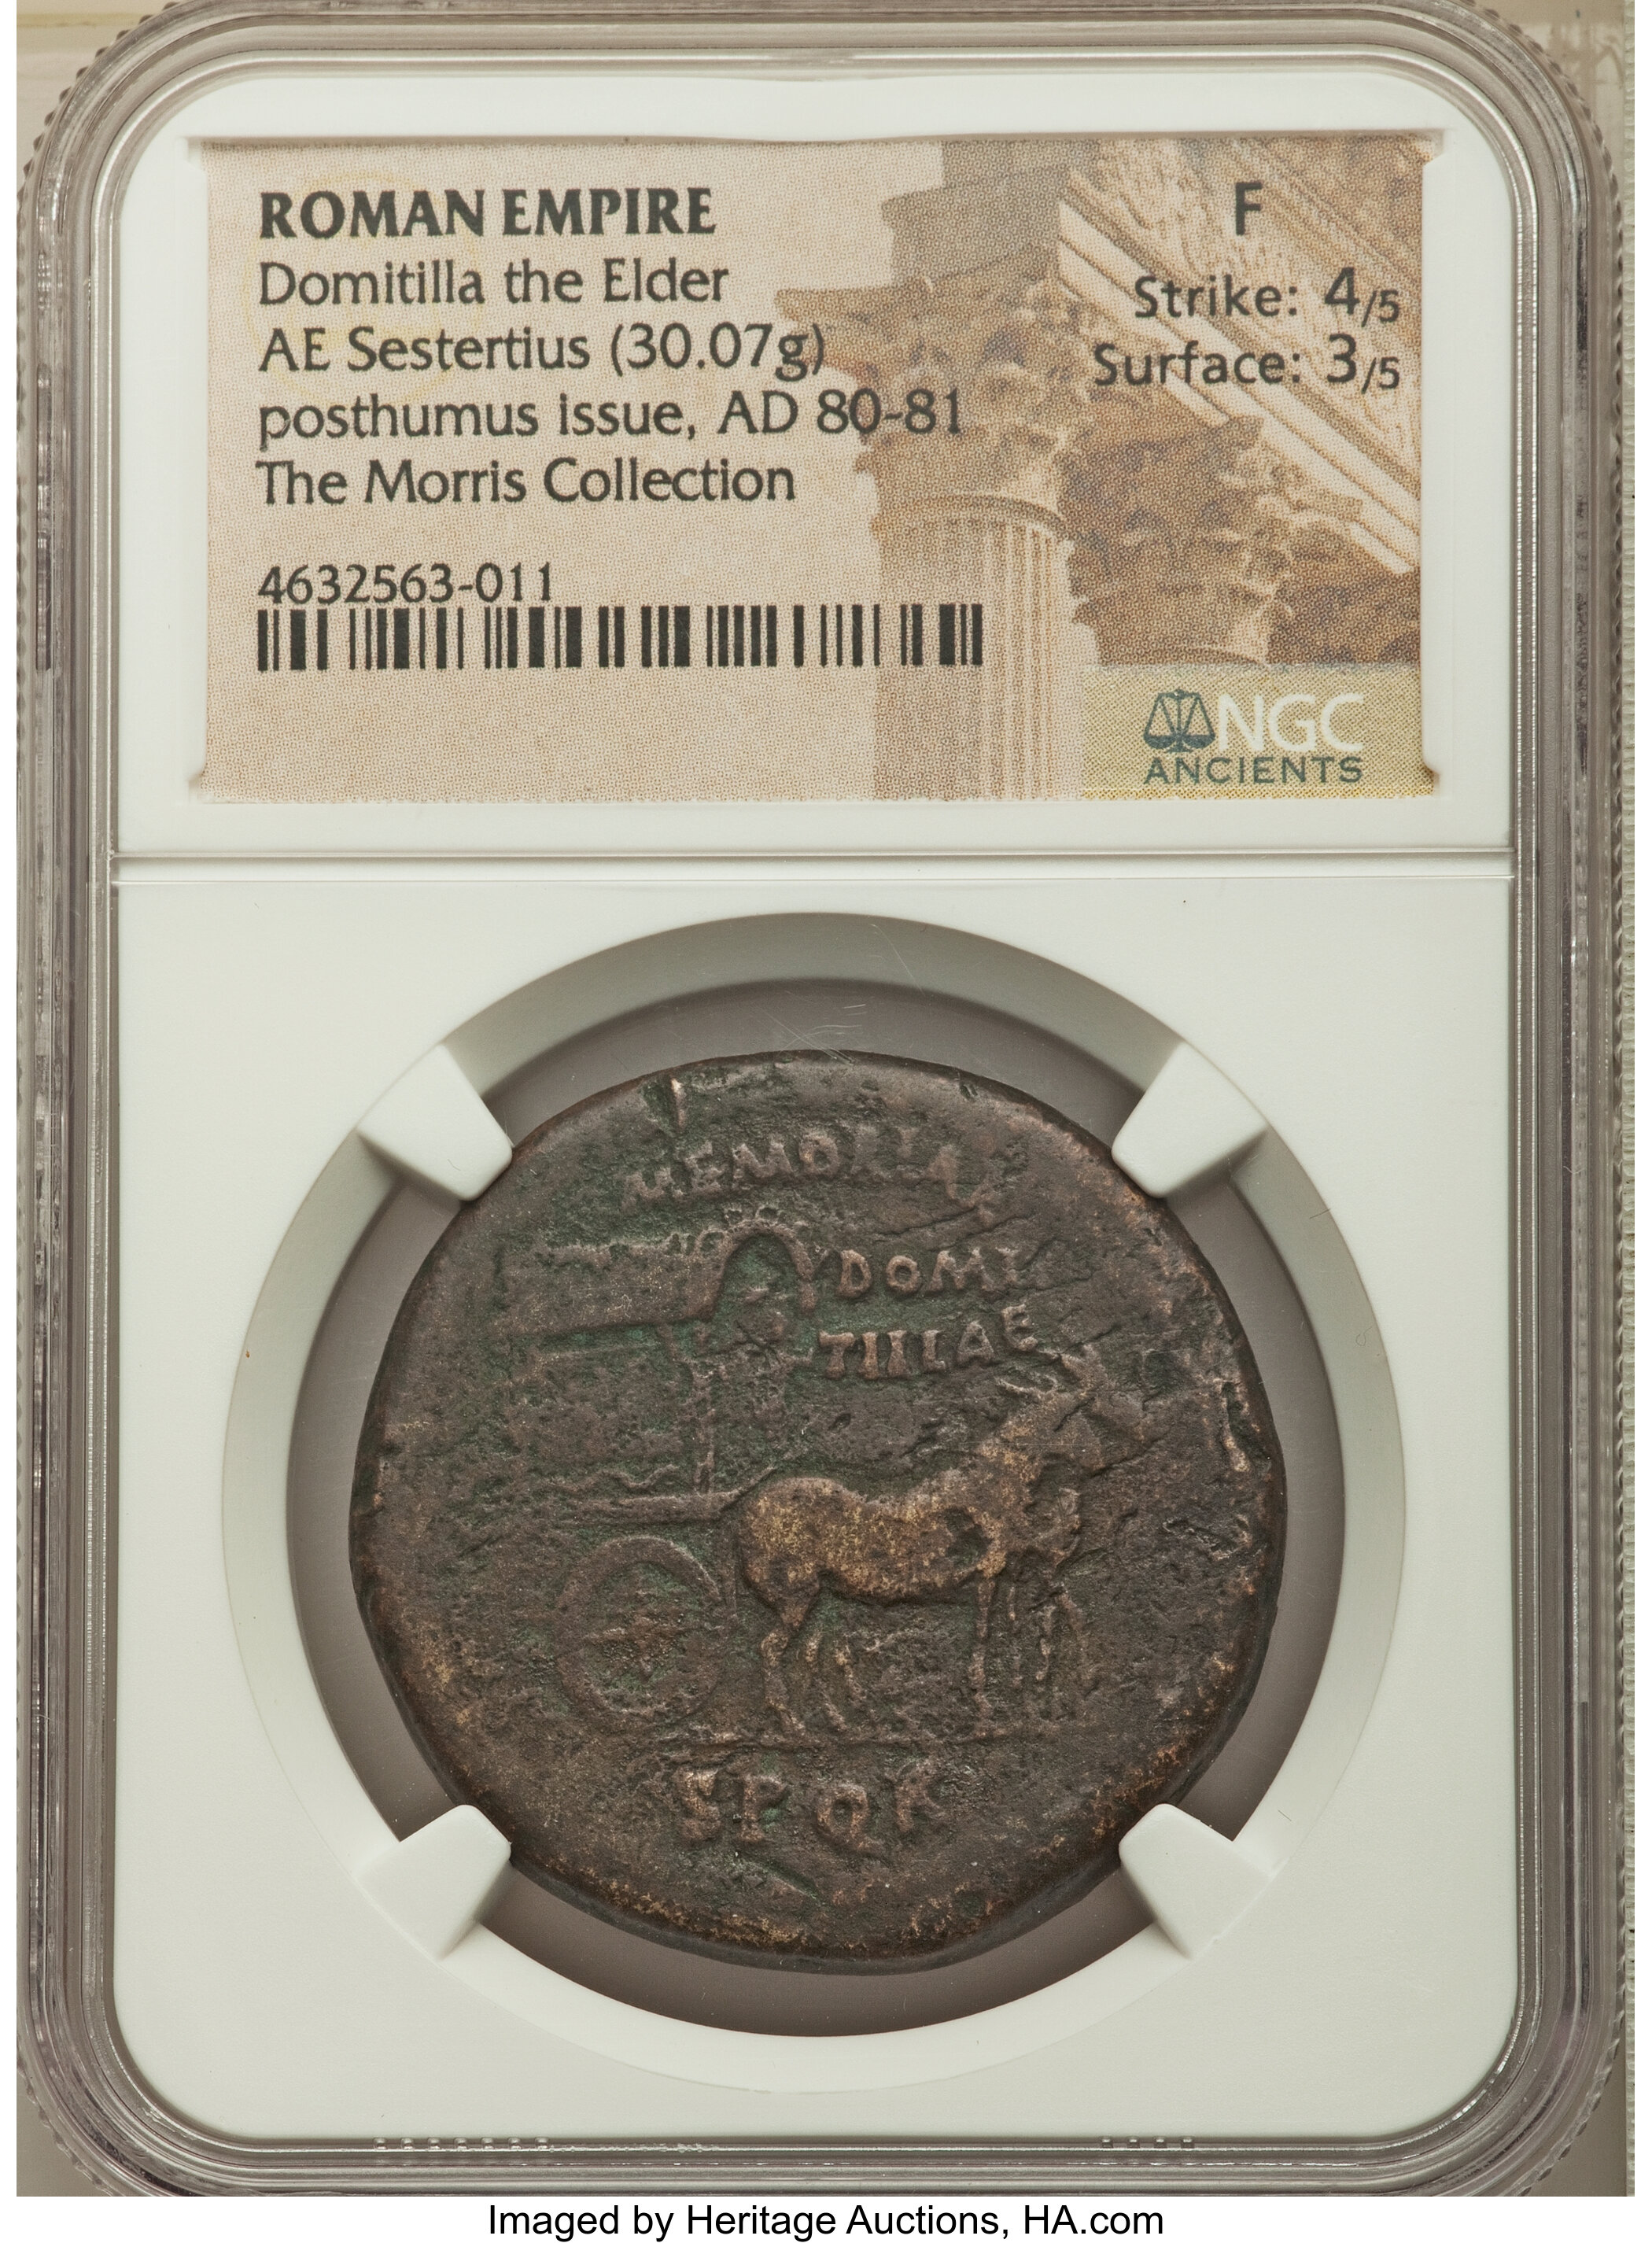 ROMAN EMPIRE
Domitilla the Elder
AE Sestertius (30.07g)
posthumus issue, AD 80-81
The Morris Collection
4632563-011
F
Strike: 4/5
Surface: 3/5
NGC
ANCIENTS
MEMORIAE
DOMI
TILLAE
SPQR
Imaged by Heritage Auctions, HA.com